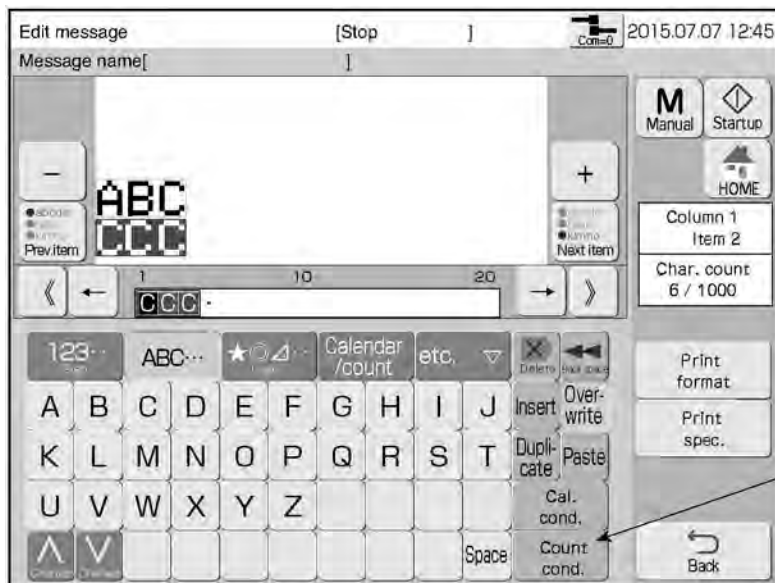 Edit message [Stop ] Com=0 2015.07.07 12:45
Message name[ ]
M Manual
Startup
HOME
−
+
ABC
CCC
Prev.item
Next item
Column 1
Item 2
Char. count
6 / 1000
《 ← 1 10 20 → 》
CCC
123··
ABC···
★○⊿··
Calendar
/count
etc. ▽
Delete
Back space
A B C D E F G H I J
Insert
Over-
write
K L M N O P Q R S T
Dupli-
cate
Paste
U V W X Y Z
Cal.
cond.
Space
Count
cond.
Print
format
Print
spec.
Back